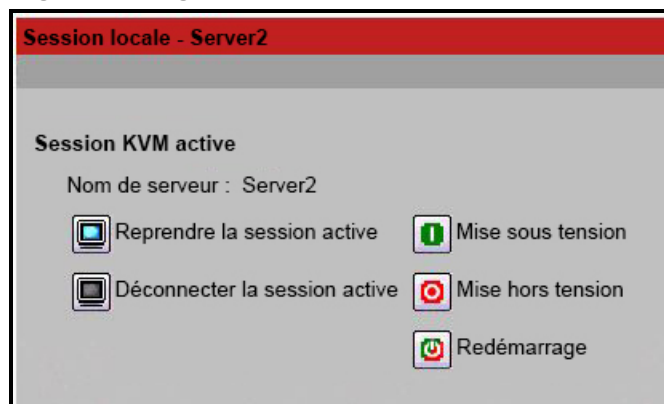 Session locale - Server2
Session KVM active
Nom de serveur : Server2
Reprendre la session active
Mise sous tension
Déconnecter la session active
Mise hors tension
Redémarrage